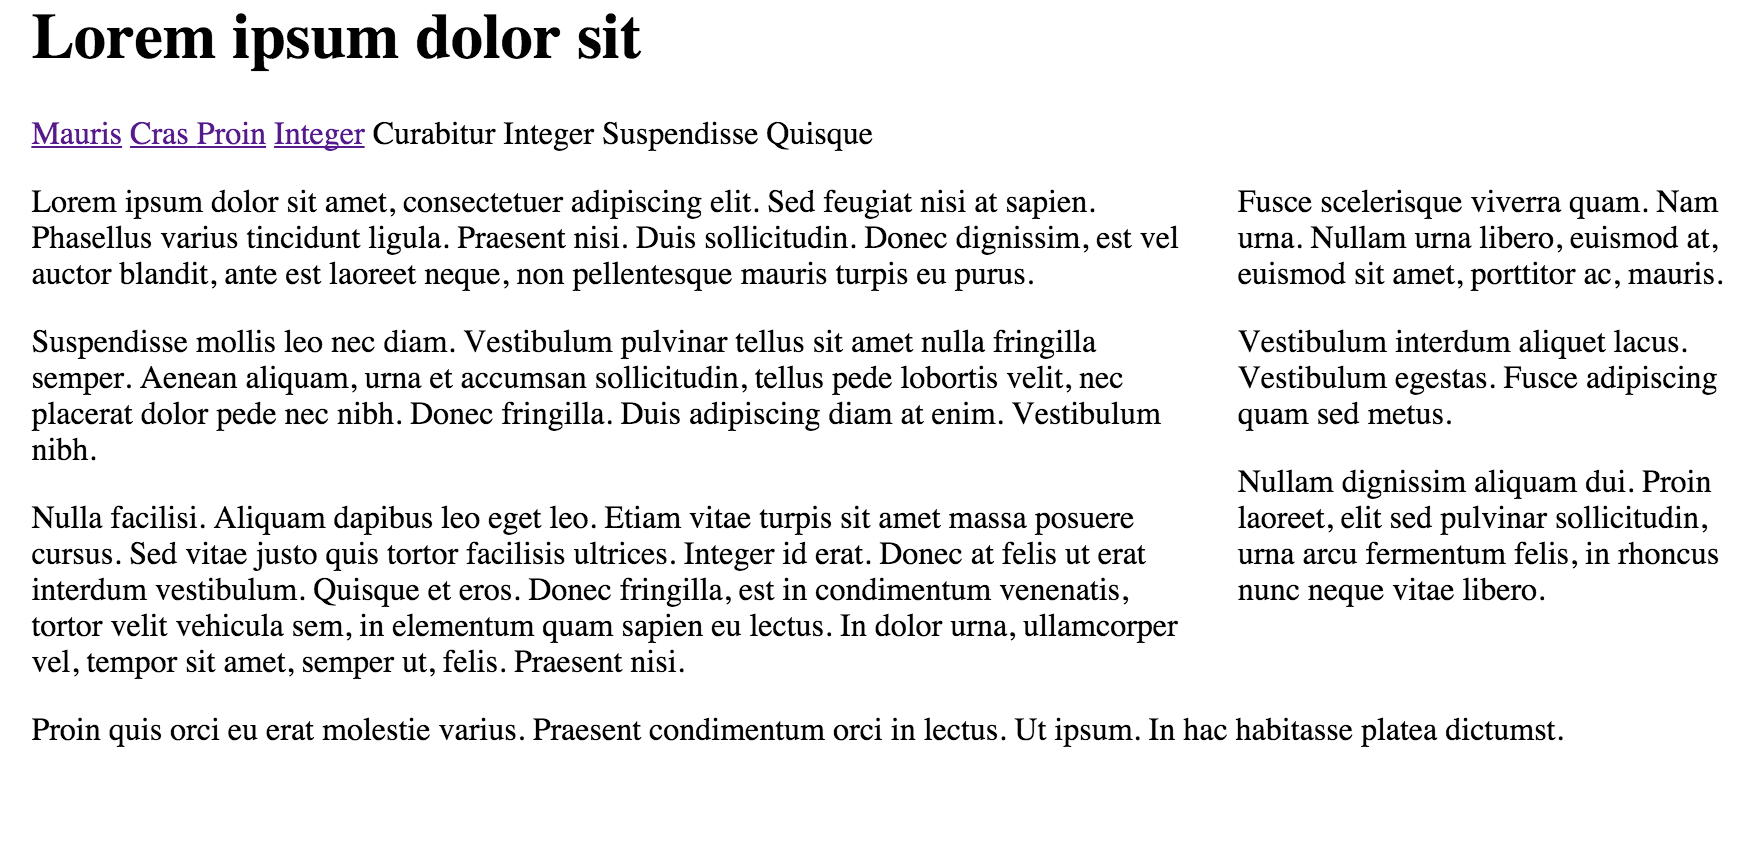 Lorem ipsum dolor sit
Mauris Cras Proin Integer Curabitur Integer Suspendisse Quisque
Lorem ipsum dolor sit amet, consectetuer adipiscing elit. Sed feugiat nisi at sapien.
Phasellus varius tincidunt ligula. Praesent nisi. Duis sollicitudin. Donec dignissim, est vel
auctor blandit, ante est laoreet neque, non pellentesque mauris turpis eu purus.
Suspendisse mollis leo nec diam. Vestibulum pulvinar tellus sit amet nulla fringilla
semper. Aenean aliquam, urna et accumsan sollicitudin, tellus pede lobortis velit, nec
placerat dolor pede nec nibh. Donec fringilla. Duis adipiscing diam at enim. Vestibulum
nibh.
Nulla facilisi. Aliquam dapibus leo eget leo. Etiam vitae turpis sit amet massa posuere
cursus. Sed vitae justo quis tortor facilisis ultrices. Integer id erat. Donec at felis ut erat
interdum vestibulum. Quisque et eros. Donec fringilla, est in condimentum venenatis,
tortor velit vehicula sem, in elementum quam sapien eu lectus. In dolor urna, ullamcorper
vel, tempor sit amet, semper ut, felis. Praesent nisi.
Fusce scelerisque viverra quam. Nam
urna. Nullam urna libero, euismod at,
euismod sit amet, porttitor ac, mauris.
Vestibulum interdum aliquet lacus.
Vestibulum egestas. Fusce adipiscing
quam sed metus.
Nullam dignissim aliquam dui. Proin
laoreet, elit sed pulvinar sollicitudin,
urna arcu fermentum felis, in rhoncus
nunc neque vitae libero.
Proin quis orci eu erat molestie varius. Praesent condimentum orci in lectus. Ut ipsum. In hac habitasse platea dictumst.